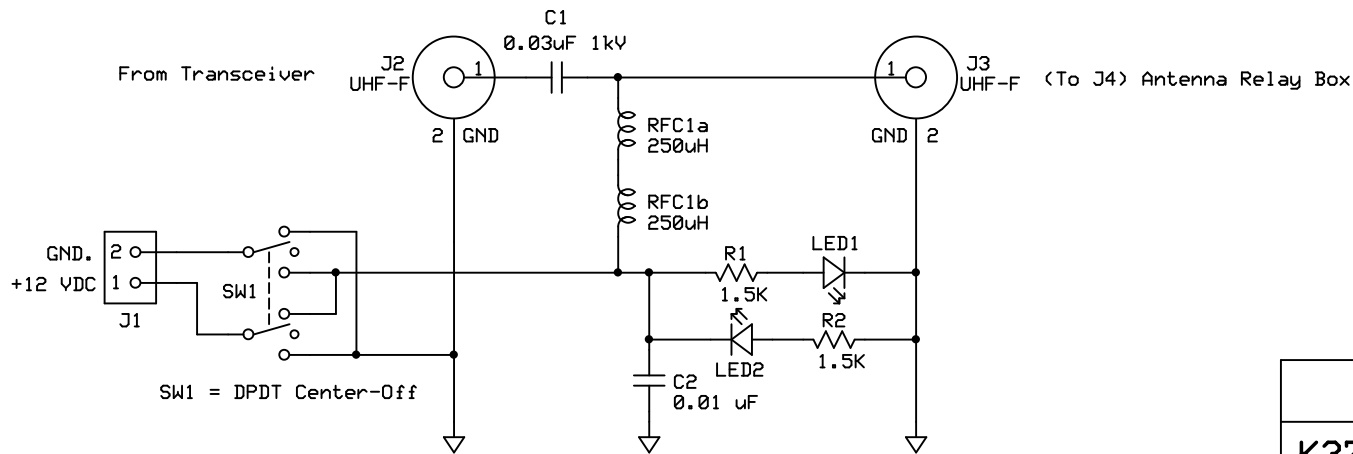 C1
0.03uF 1kV
From Transceiver
J2
UHF-F
1
2 GND
1
J3
UHF-F
(To J4) Antenna Relay Box
GND 2
RFC1a
250uH
RFC1b
250uH
GND. 2
+12 VDC 1
J1
SW1
R1
1.5K
LED1
LED2
R2
1.5K
C2
0.01 uF
SW1 = DPDT Center-Off